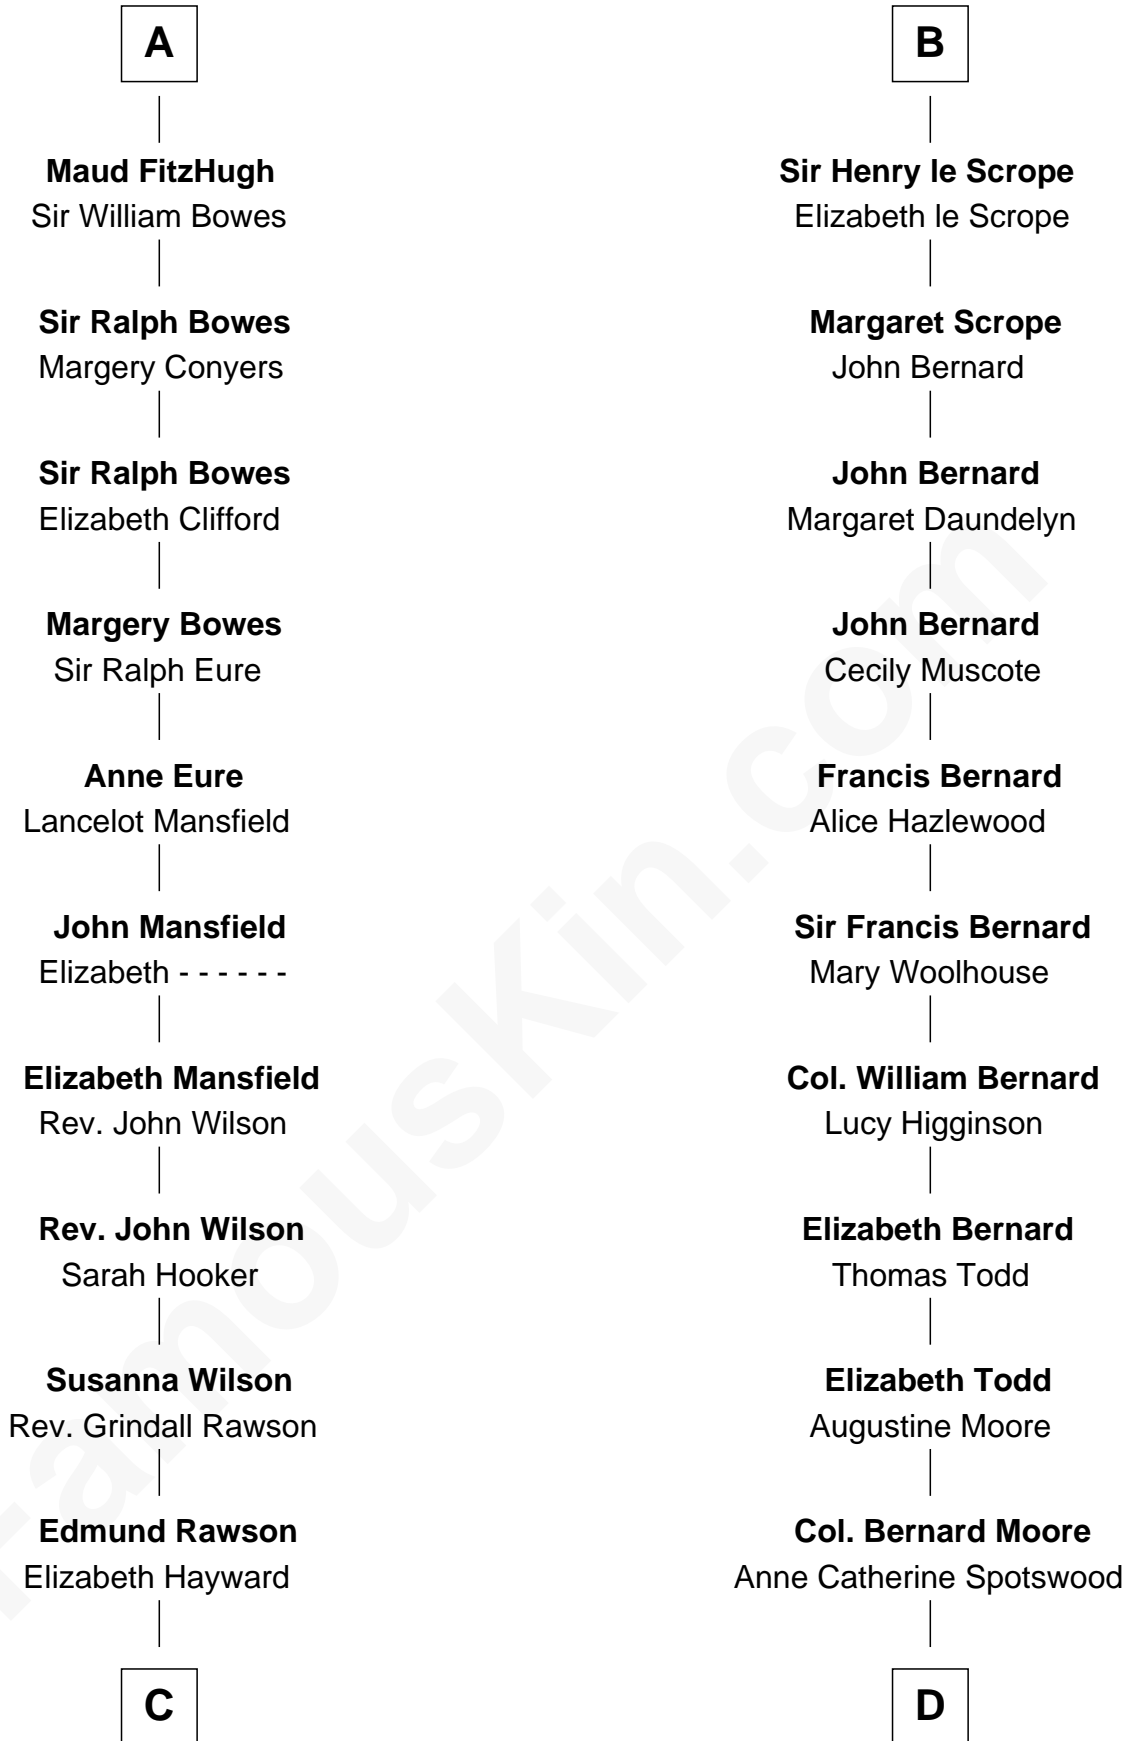 A
Maud FitzHugh
Sir William Bowes
Sir Ralph Bowes
Margery Conyers
Sir Ralph Bowes
Elizabeth Clifford
Margery Bowes
Sir Ralph Eure
Anne Eure
Lancelot Mansfield
John Mansfield
Elizabeth - - - - - -
Elizabeth Mansfield
Rev. John Wilson
Rev. John Wilson
Sarah Hooker
Susanna Wilson
Rev. Grindall Rawson
Edmund Rawson
Elizabeth Hayward
C
B
Sir Henry le Scrope
Elizabeth le Scrope
Margaret Scrope
John Bernard
John Bernard
Margaret Daundelyn
John Bernard
Cecily Muscote
Francis Bernard
Alice Hazlewood
Sir Francis Bernard
Mary Woolhouse
Col. William Bernard
Lucy Higginson
Elizabeth Bernard
Thomas Todd
Elizabeth Todd
Augustine Moore
Col. Bernard Moore
Anne Catherine Spotswood
D
FamousKin.com